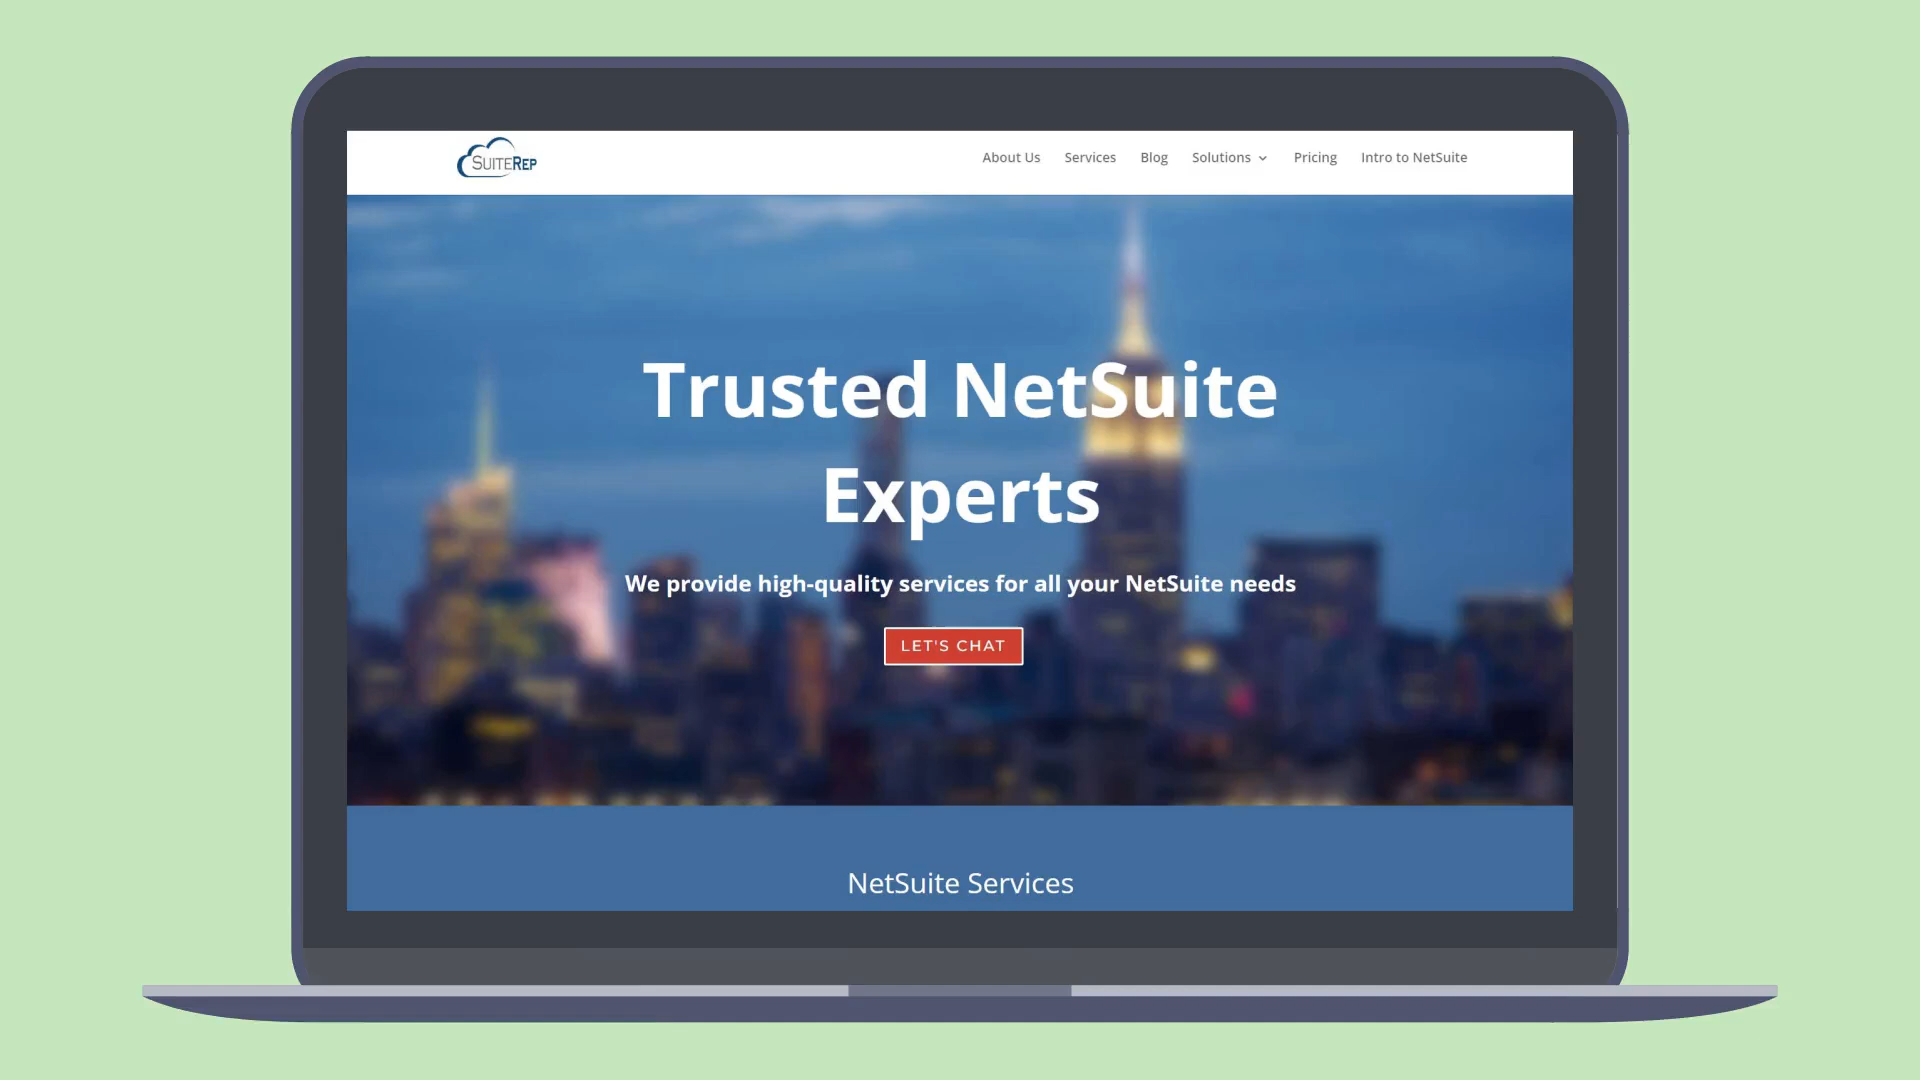 SUITEREP
About Us Services Blog Solutions Pricing Intro to NetSuite
Trusted NetSuite
Experts
We provide high-quality services for all your NetSuite needs
LET'S CHAT
NetSuite Services